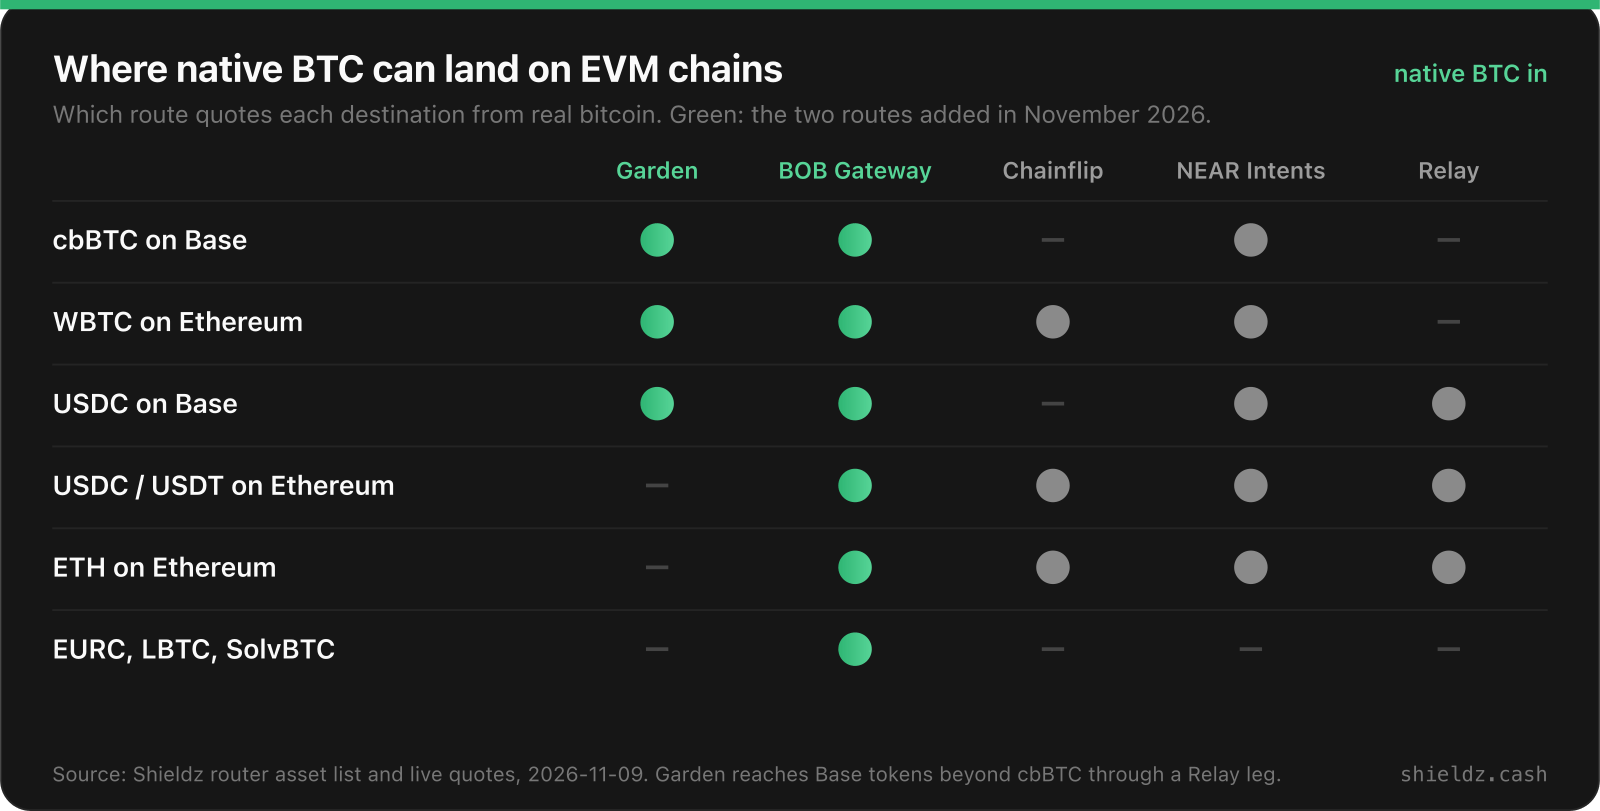 Where native BTC can land on EVM chains
native BTC in
Which route quotes each destination from real bitcoin. Green: the two routes added in November 2026.
Garden BOB Gateway Chainflip NEAR Intents Relay
cbBTC on Base — —
WBTC on Ethereum —
USDC on Base —
USDC / USDT on Ethereum —
ETH on Ethereum —
EURC, LBTC, SolvBTC — — — —
Source: Shieldz router asset list and live quotes, 2026-11-09. Garden reaches Base tokens beyond cbBTC through a Relay leg.
shieldz.cash